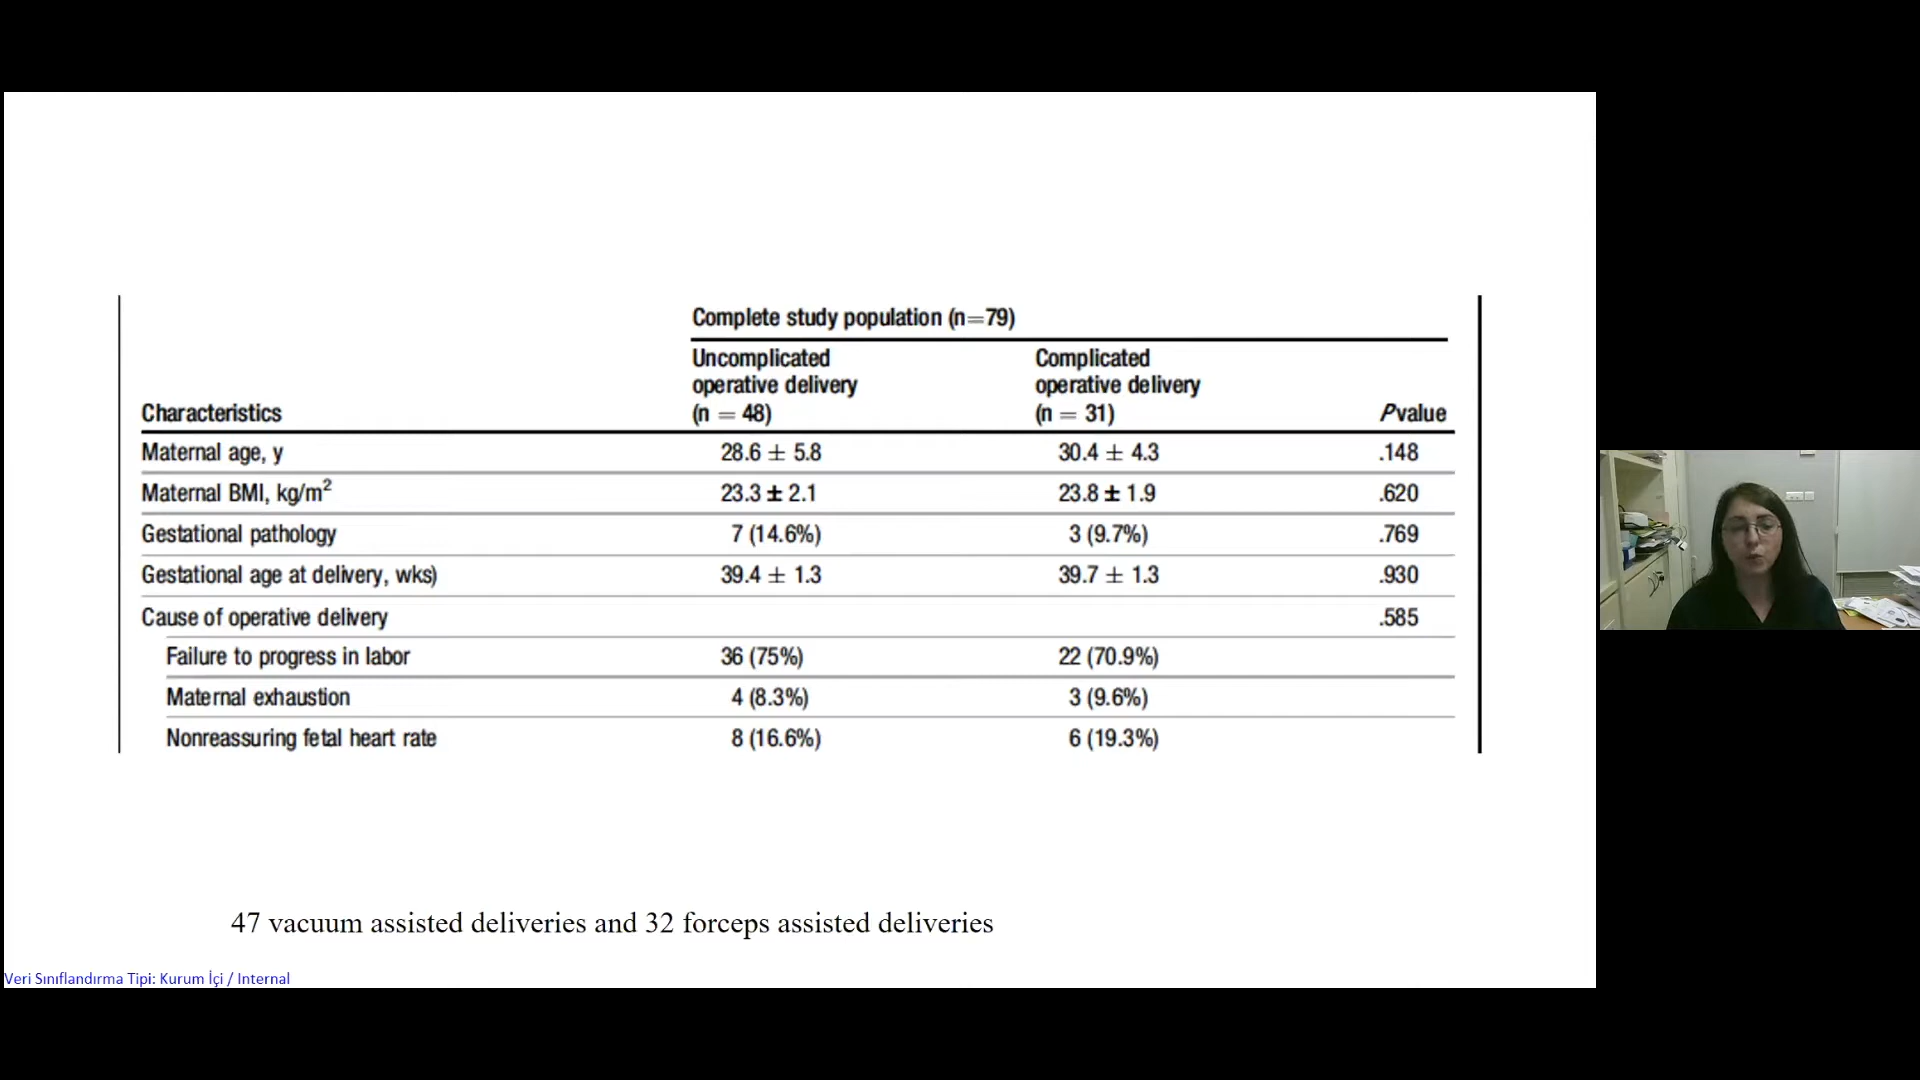 Complete study population (n=79)
Uncomplicated operative delivery (n = 48)
Complicated operative delivery (n = 31)
Characteristics Pvalue
Maternal age, y 28.6 ± 5.8 30.4 ± 4.3 .148
Maternal BMI, kg/m² 23.3 ± 2.1 23.8 ± 1.9 .620
Gestational pathology 7 (14.6%) 3 (9.7%) .769
Gestational age at delivery, wks) 39.4 ± 1.3 39.7 ± 1.3 .930
Cause of operative delivery .585
Failure to progress in labor 36 (75%) 22 (70.9%)
Maternal exhaustion 4 (8.3%) 3 (9.6%)
Nonreassuring fetal heart rate 8 (16.6%) 6 (19.3%)
47 vacuum assisted deliveries and 32 forceps assisted deliveries
Veri Sınıflandırma Tipi: Kurum İçi / Internal